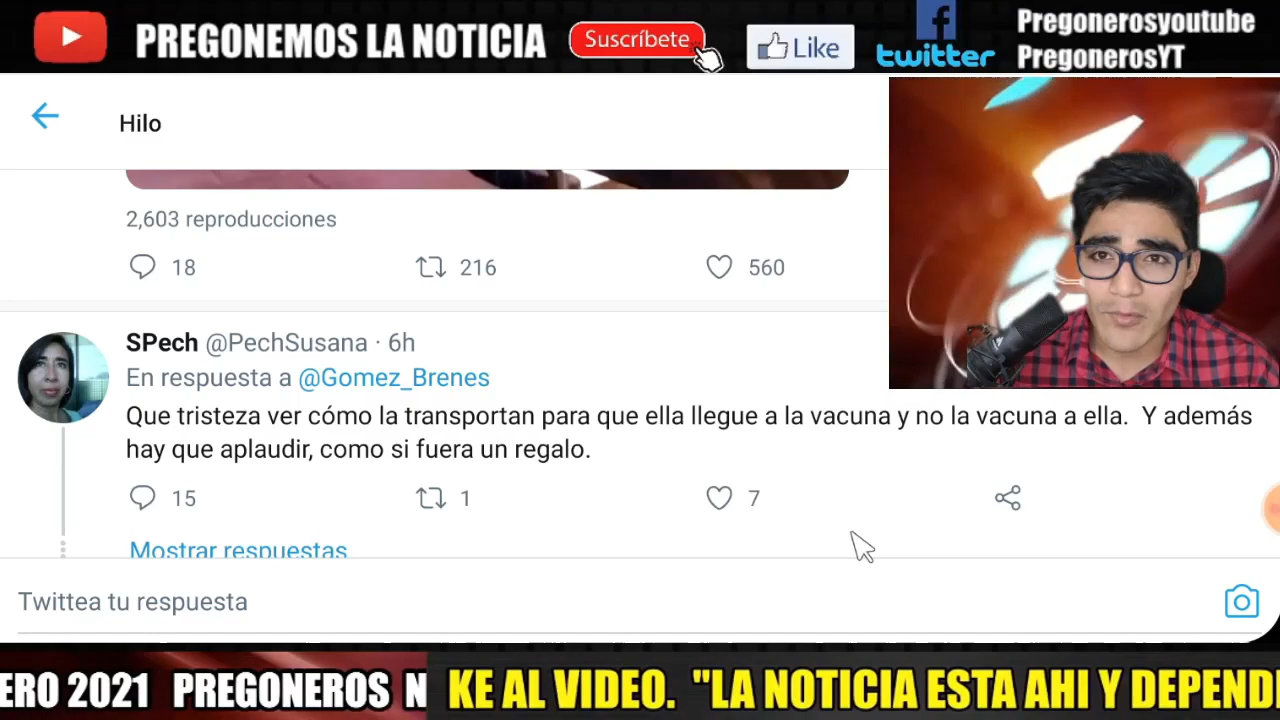 PREGONEMOS LA NOTICIA
Suscríbete
Like
twitter
Pregonerosyoutube
PregonerosYT
Hilo
2,603 reproducciones
18 216 560
SPech @PechSusana · 6h
En respuesta a @Gomez_Brenes
Que tristeza ver cómo la transportan para que ella llegue a la vacuna y no la vacuna a ella. Y además
hay que aplaudir, como si fuera un regalo.
15 1 7
Mostrar respuestas
Twittea tu respuesta
ERO 2021 PREGONEROS N
KE AL VIDEO. "LA NOTICIA ESTA AHI Y DEPEND